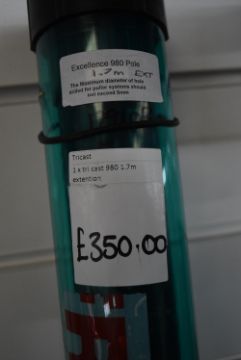 Excellence 980 Pole
1.7m EXT
The Maximum diameter of hole
drilled for puller systems should
not exceed 5mm
Tricast
1 x tri cast 980 1.7m
extention
£350.00